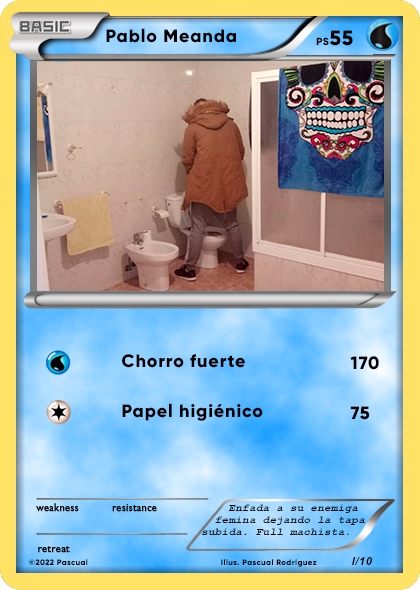 BASIC
Pablo Meanda
PS55
Chorro fuerte 170
Papel higiénico 75
weakness resistance
retreat
Enfada a su enemiga
femina dejando la tapa
subida. Full machista.
©2022 Pascual Illus. Pascual Rodríguez 1/10